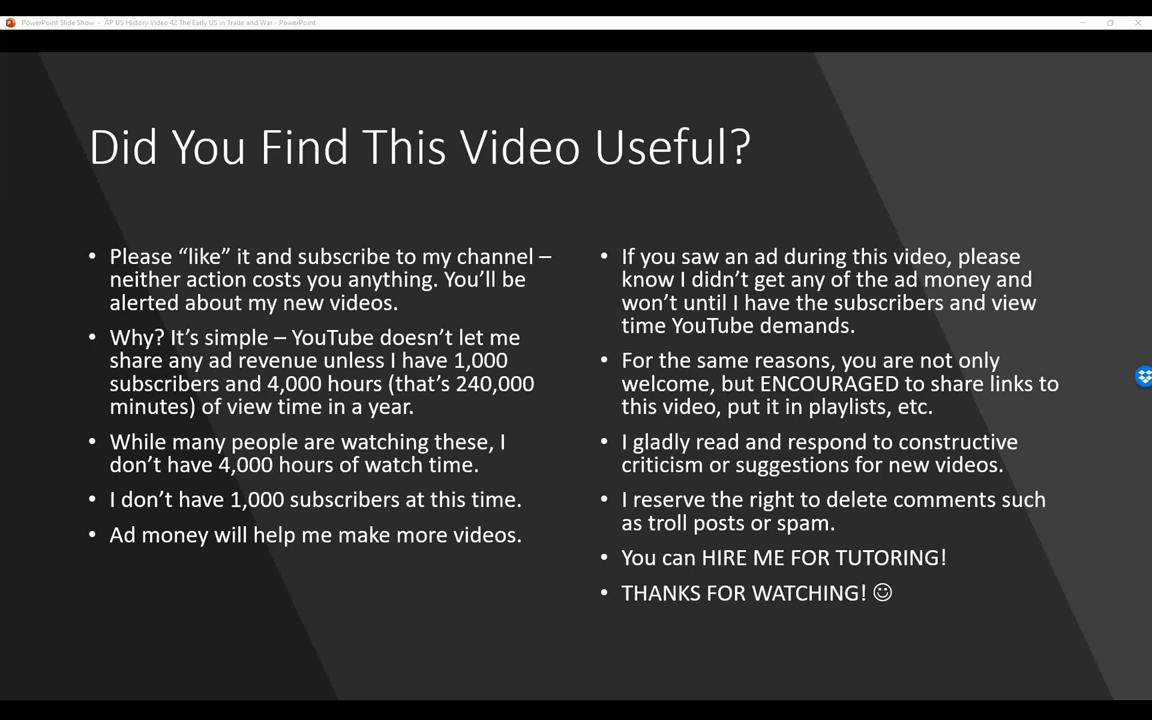 PowerPoint Slide Show - AP US History Video 42 The Early US in Trade and War - PowerPoint
Did You Find This Video Useful?
• Please “like” it and subscribe to my channel –
neither action costs you anything. You’ll be
alerted about my new videos.
• Why? It’s simple – YouTube doesn’t let me
share any ad revenue unless I have 1,000
subscribers and 4,000 hours (that’s 240,000
minutes) of view time in a year.
• While many people are watching these, I
don’t have 4,000 hours of watch time.
• I don’t have 1,000 subscribers at this time.
• Ad money will help me make more videos.
• If you saw an ad during this video, please
know I didn’t get any of the ad money and
won’t until I have the subscribers and view
time YouTube demands.
• For the same reasons, you are not only
welcome, but ENCOURAGED to share links to
this video, put it in playlists, etc.
• I gladly read and respond to constructive
criticism or suggestions for new videos.
• I reserve the right to delete comments such
as troll posts or spam.
• You can HIRE ME FOR TUTORING!
• THANKS FOR WATCHING! ☺